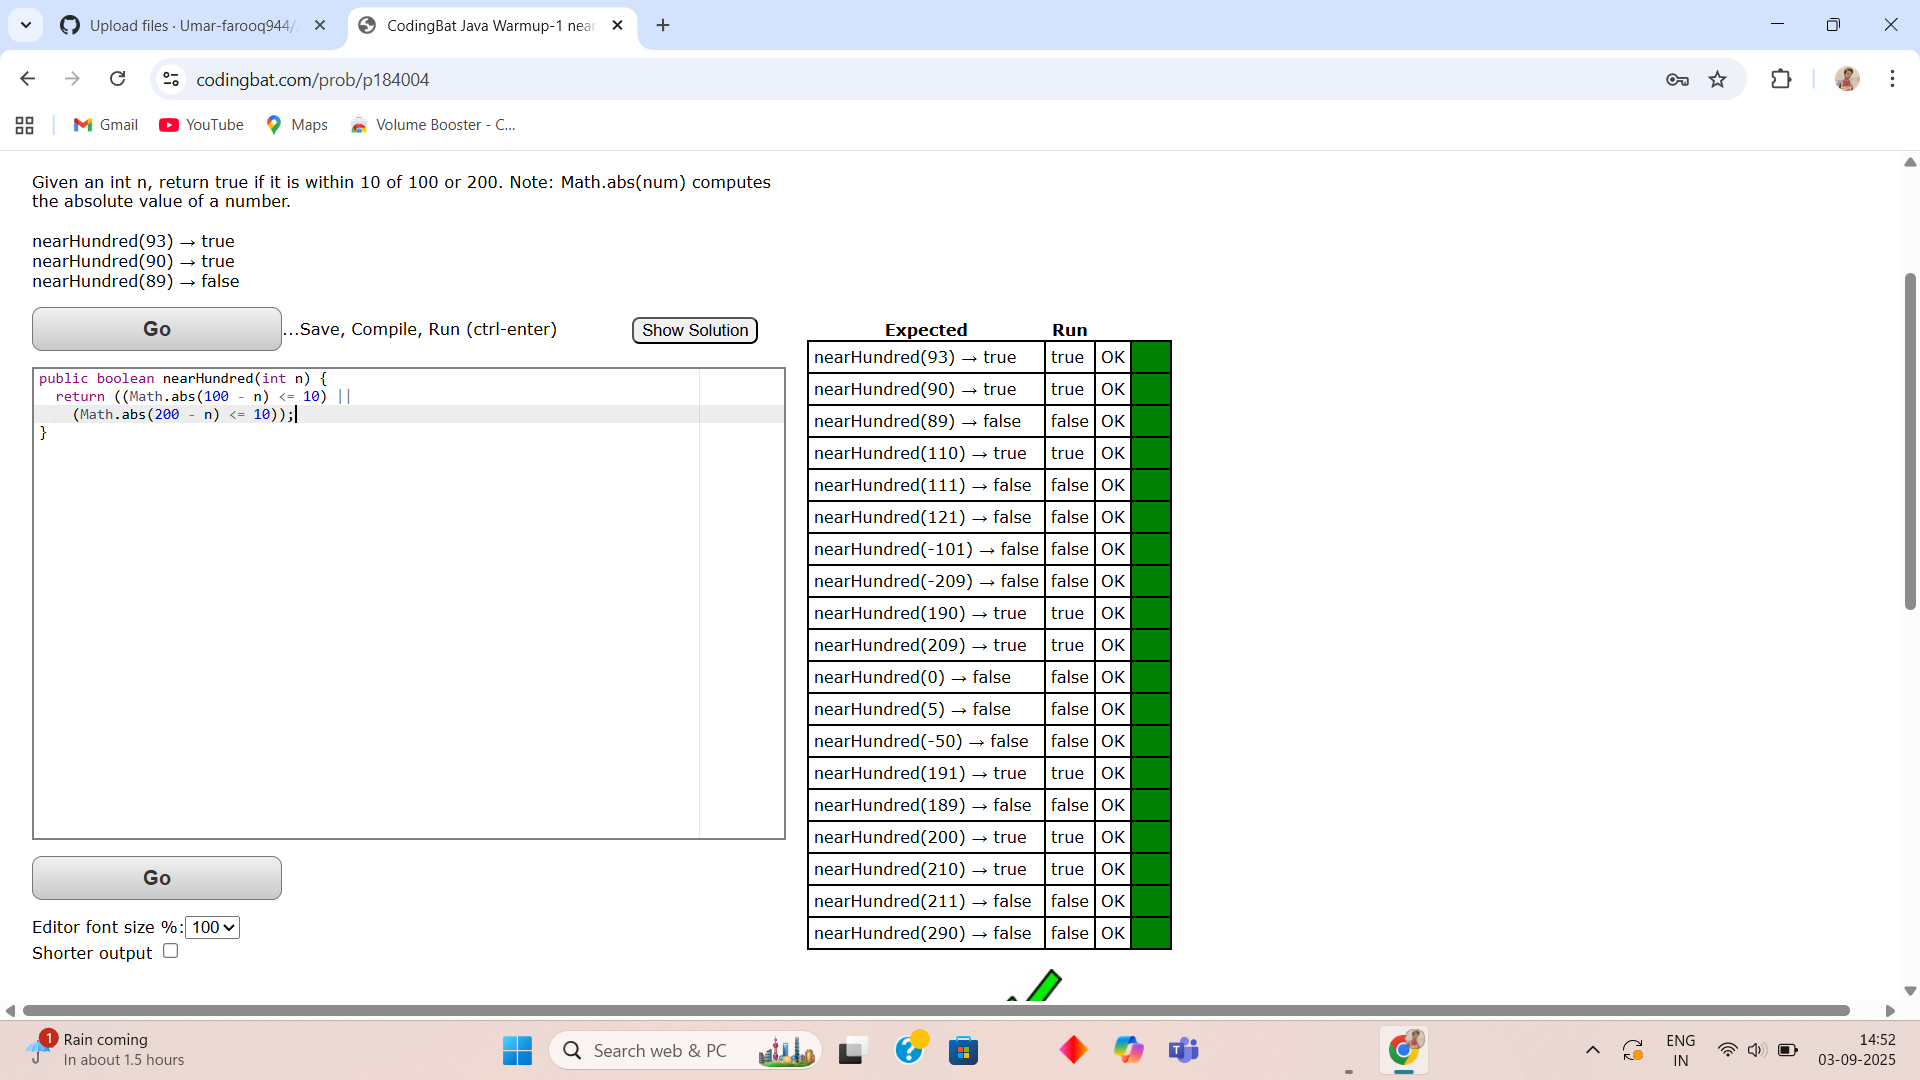 Upload files · Umar-farooq944/
CodingBat Java Warmup-1 near
codingbat.com/prob/p184004
Gmail
YouTube
Maps
Volume Booster - C...
Given an int n, return true if it is within 10 of 100 or 200. Note: Math.abs(num) computes
the absolute value of a number.
nearHundred(93) → true
nearHundred(90) → true
nearHundred(89) → false
Go
...Save, Compile, Run (ctrl-enter)
Show Solution
public boolean nearHundred(int n) {
return ((Math.abs(100 - n) <= 10) ||
(Math.abs(200 - n) <= 10));
}
Go
Editor font size %: 100
Shorter output
Expected Run
nearHundred(93) → true true OK
nearHundred(90) → true true OK
nearHundred(89) → false false OK
nearHundred(110) → true true OK
nearHundred(111) → false false OK
nearHundred(121) → false false OK
nearHundred(-101) → false false OK
nearHundred(-209) → false false OK
nearHundred(190) → true true OK
nearHundred(209) → true true OK
nearHundred(0) → false false OK
nearHundred(5) → false false OK
nearHundred(-50) → false false OK
nearHundred(191) → true true OK
nearHundred(189) → false false OK
nearHundred(200) → true true OK
nearHundred(210) → true true OK
nearHundred(211) → false false OK
nearHundred(290) → false false OK
1
Rain coming
In about 1.5 hours
Search web & PC
ENG
IN
14:52
03-09-2025